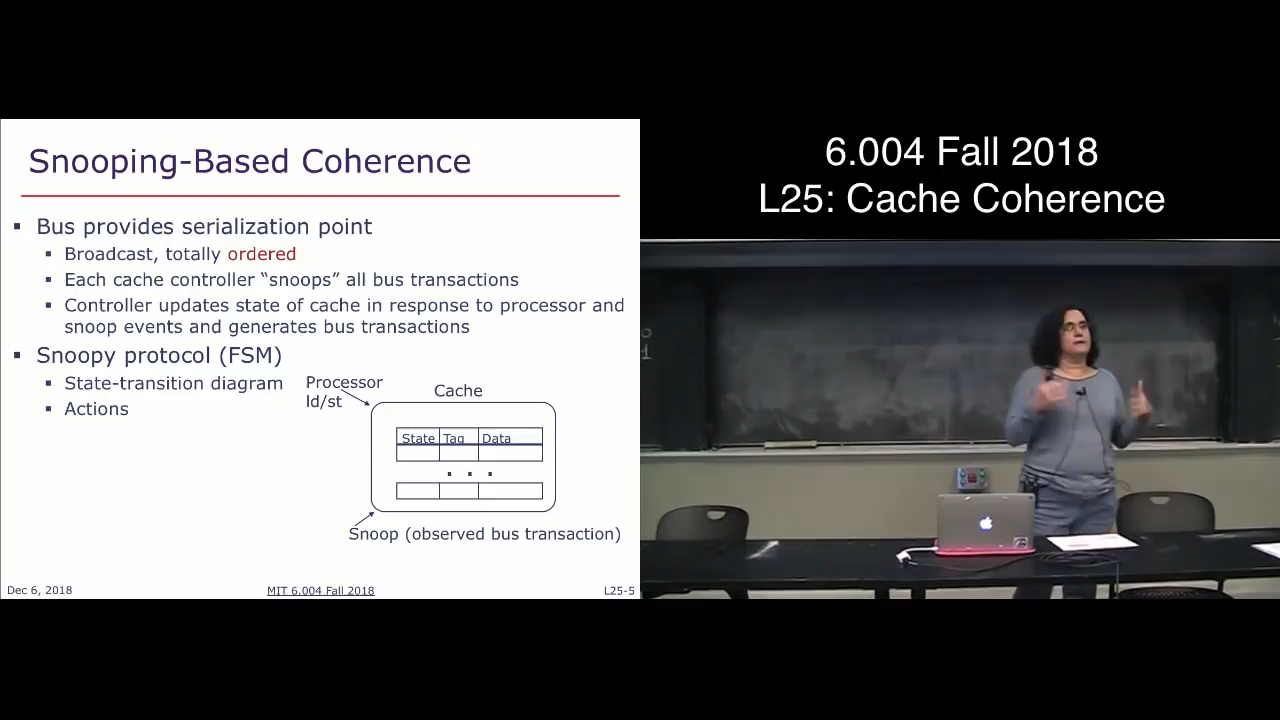 Snooping-Based Coherence
▪ Bus provides serialization point
▪ Broadcast, totally ordered
▪ Each cache controller “snoops” all bus transactions
▪ Controller updates state of cache in response to processor and
snoop events and generates bus transactions
▪ Snoopy protocol (FSM)
▪ State-transition diagram
▪ Actions
Processor
ld/st
Cache
State Tag Data
. . .
Snoop (observed bus transaction)
Dec 6, 2018
MIT 6.004 Fall 2018
L25-5
6.004 Fall 2018
L25: Cache Coherence